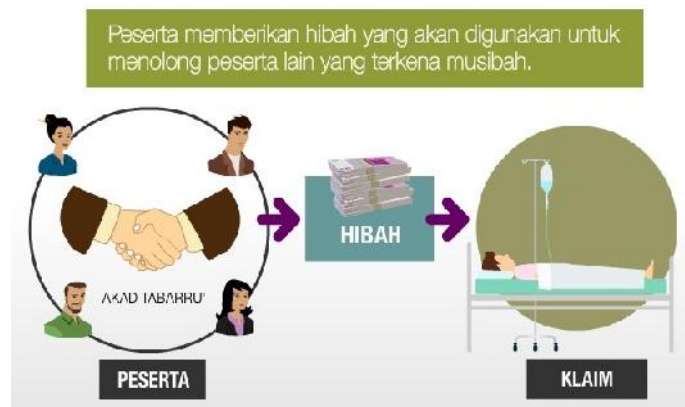 Peserta memberikan hibah yang akan digunakan untuk
menolong peserta lain yang terkena musibah.
HIBAH
AKAD TABARRU'
PESERTA
KLAIM